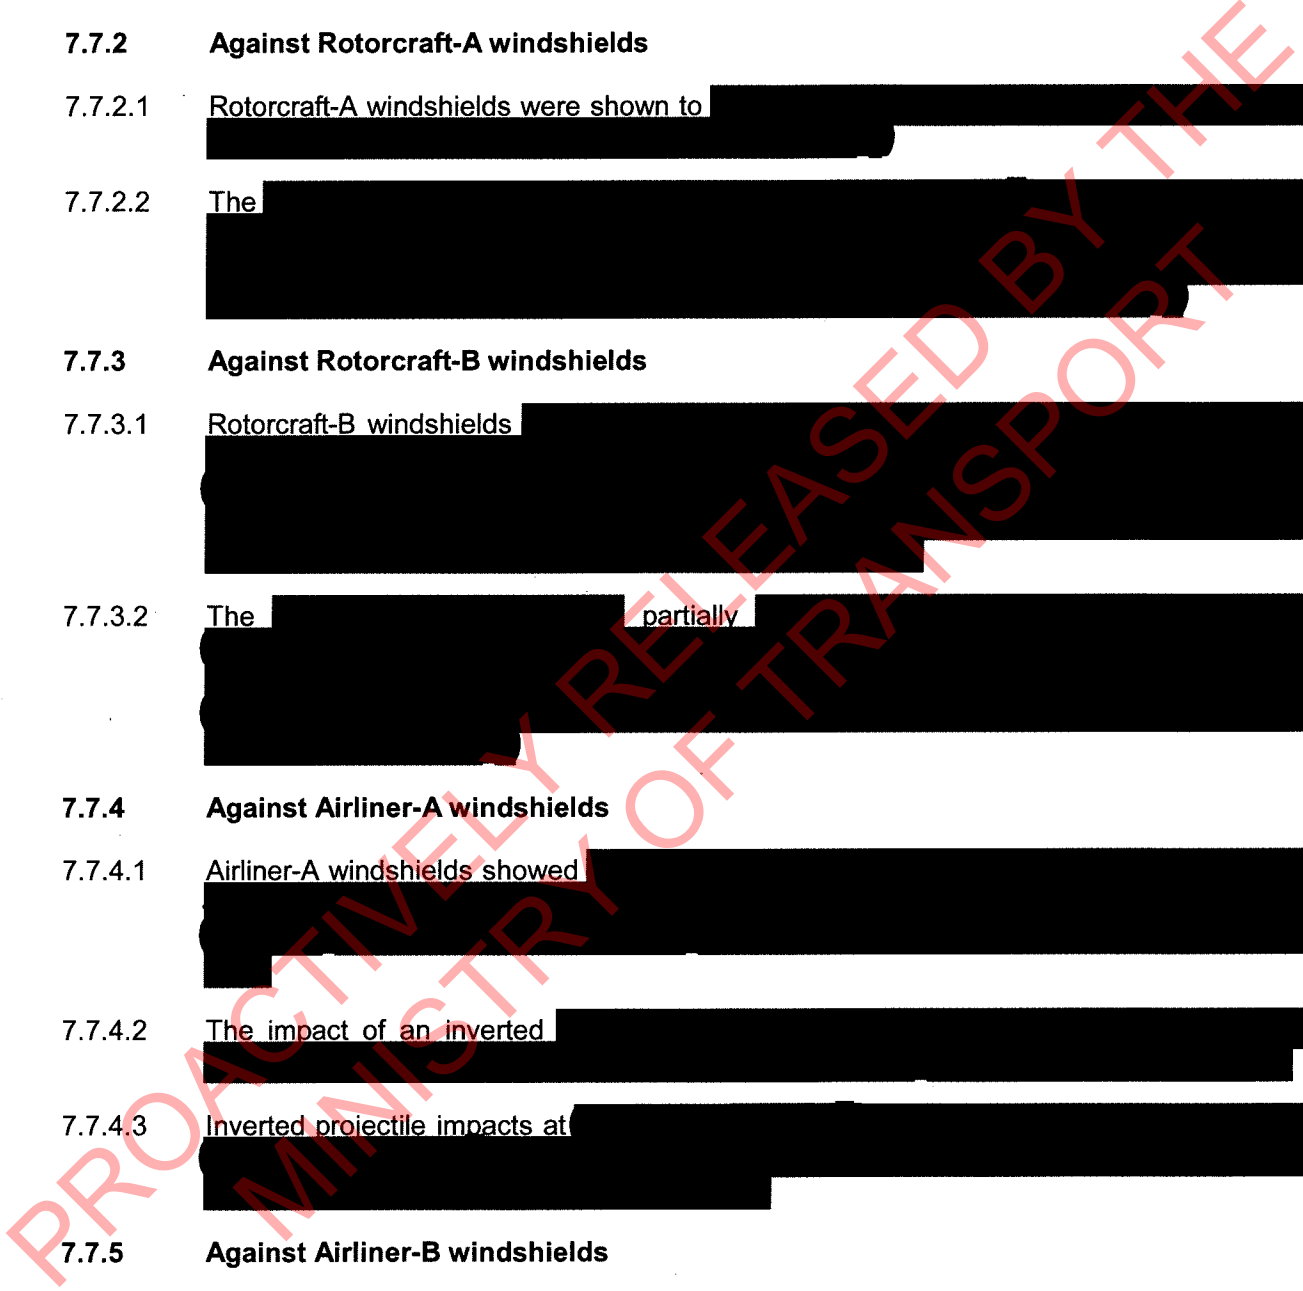 7.7.2 Against Rotorcraft-A windshields
7.7.2.1 Rotorcraft-A windshields were shown to
7.7.2.2 The
7.7.3 Against Rotorcraft-B windshields
7.7.3.1 Rotorcraft-B windshields
7.7.3.2 The partially
7.7.4 Against Airliner-A windshields
7.7.4.1 Airliner-A windshields showed
7.7.4.2 The impact of an inverted
7.7.4.3 Inverted projectile impacts at
7.7.5 Against Airliner-B windshields
PROACTIVELY RELEASED BY THE
MINISTRY OF TRANSPORT